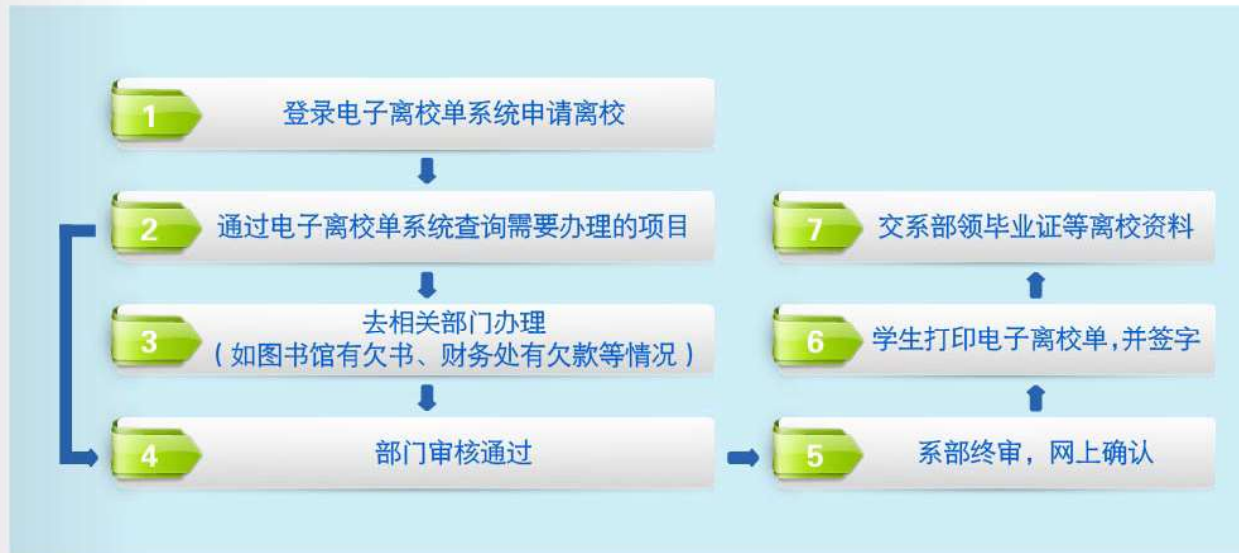 1 登录电子离校单系统申请离校
2 通过电子离校单系统查询需要办理的项目
3 去相关部门办理
(如图书馆有欠书、财务处有欠款等情况)
4 部门审核通过
5 系部终审，网上确认
6 学生打印电子离校单,并签字
7 交系部领毕业证等离校资料